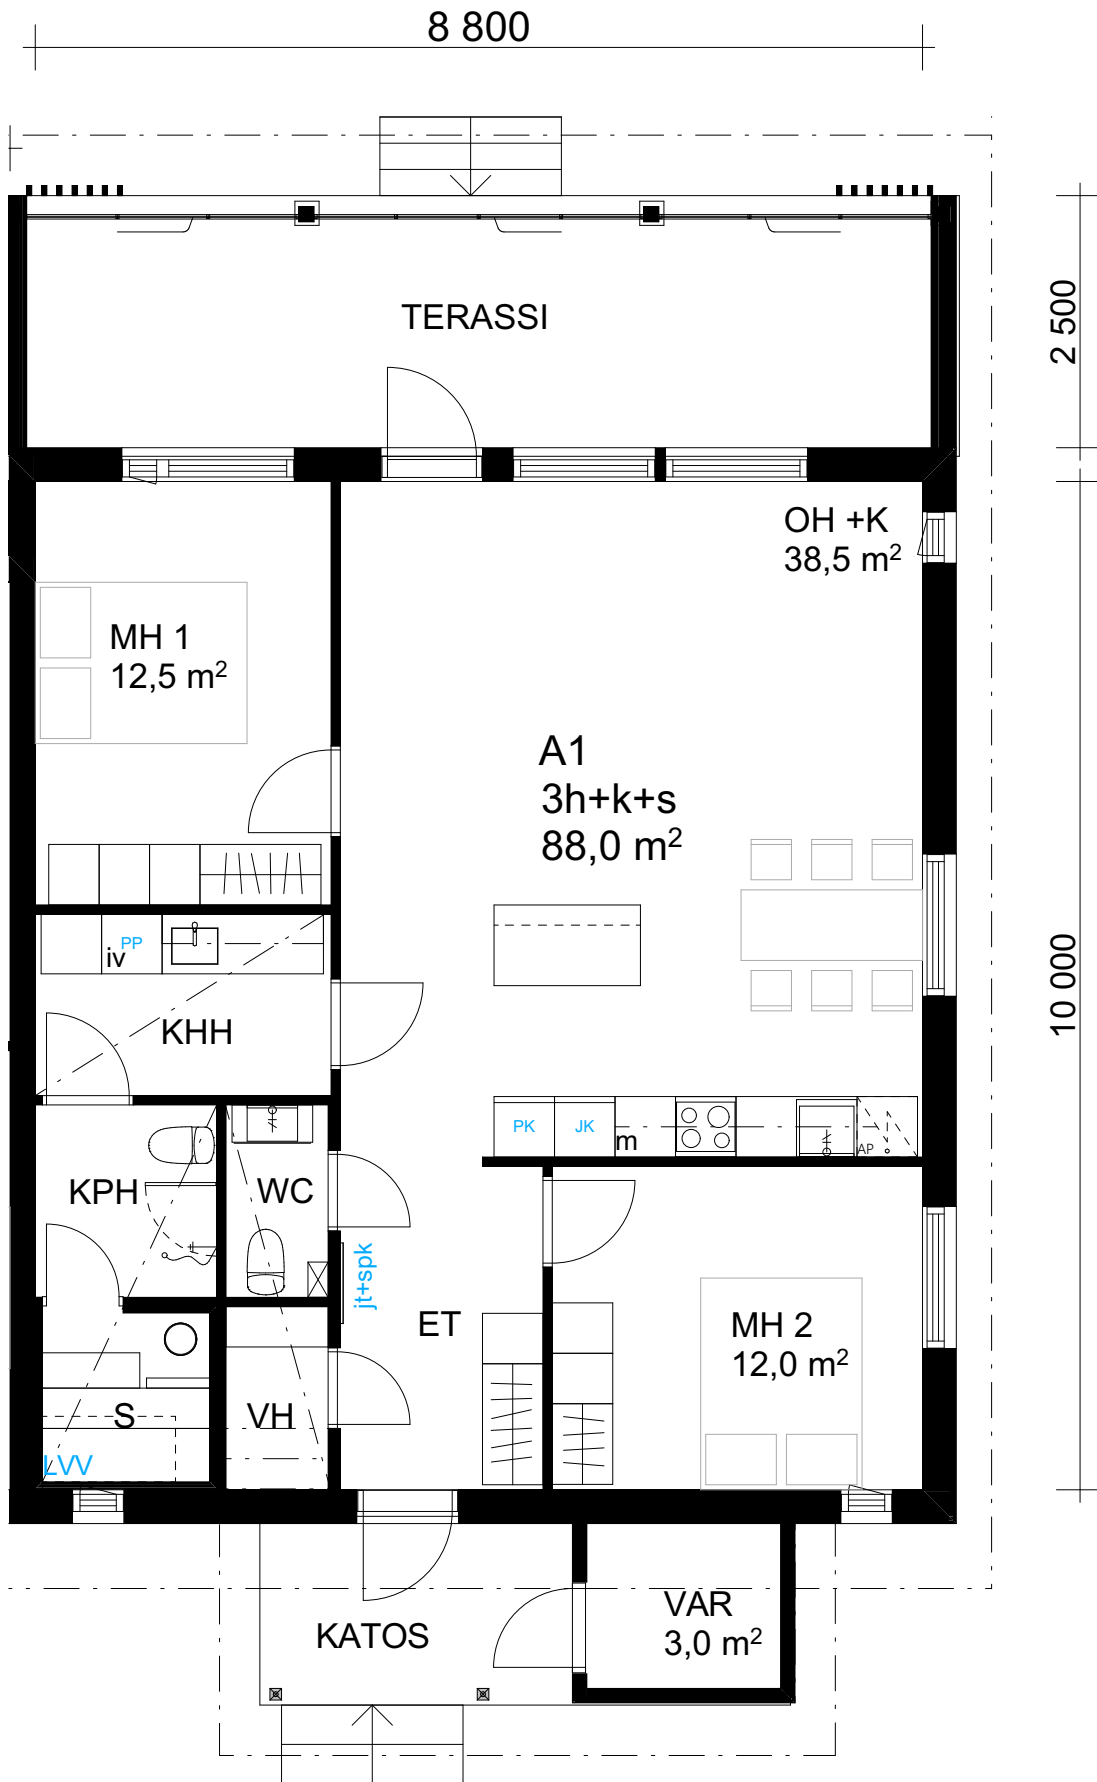 8 800
TERASSI
2 500
OH +K
38,5 m²
MH 1
12,5 m²
A1
3h+k+s
88,0 m²
PP
iv
KHH
10 000
PK
JK
m
AP
KPH
WC
jt+spk
ET
MH 2
12,0 m²
S
VH
LVV
VAR
3,0 m²
KATOS